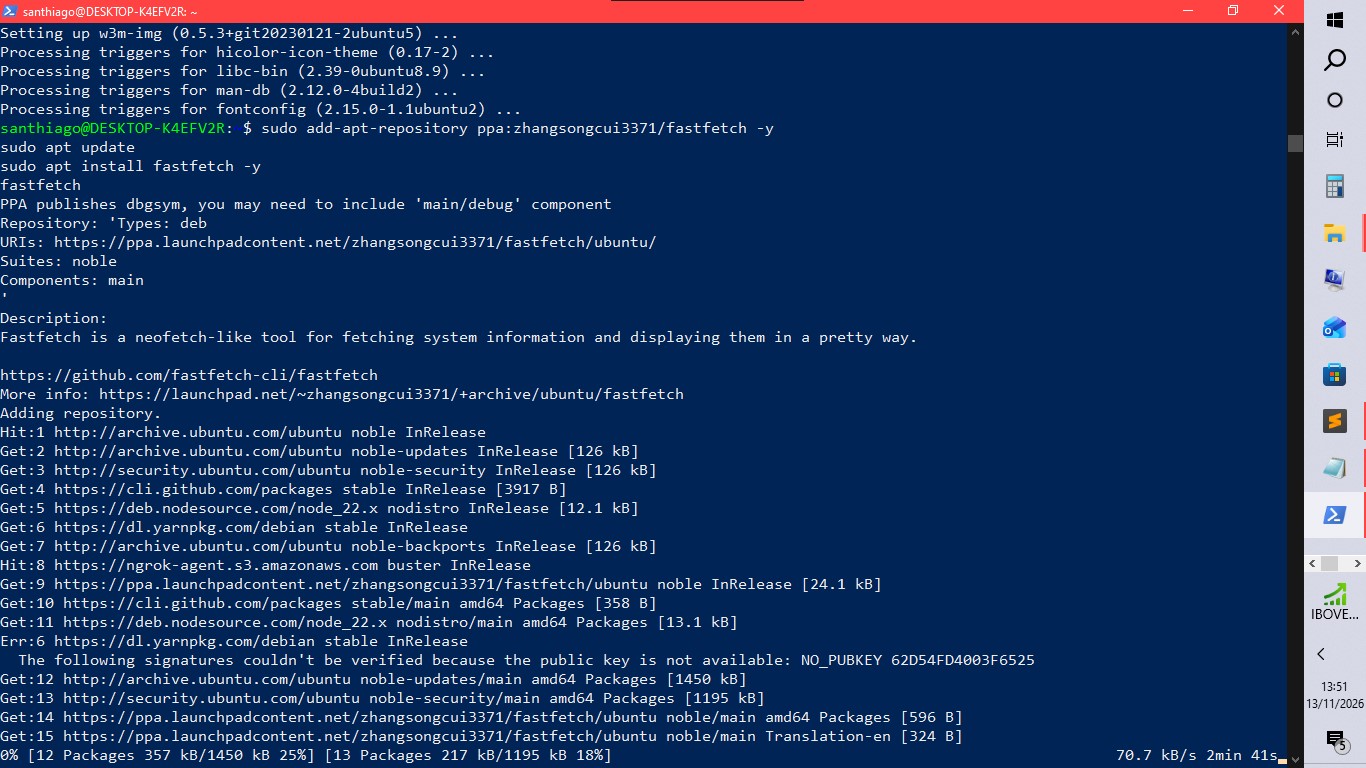 santhiago@DESKTOP-K4EFV2R: ~
Setting up w3m-img (0.5.3+git20230121-2ubuntu5) ...
Processing triggers for hicolor-icon-theme (0.17-2) ...
Processing triggers for libc-bin (2.39-0ubuntu8.9) ...
Processing triggers for man-db (2.12.0-4build2) ...
Processing triggers for fontconfig (2.15.0-1.1ubuntu2) ...
santhiago@DESKTOP-K4EFV2R: $ sudo add-apt-repository ppa:zhangsongcui3371/fastfetch -y
sudo apt update
sudo apt install fastfetch -y
fastfetch
PPA publishes dbgsym, you may need to include 'main/debug' component
Repository: 'Types: deb
URIs: https://ppa.launchpadcontent.net/zhangsongcui3371/fastfetch/ubuntu/
Suites: noble
Components: main
'
Description:
Fastfetch is a neofetch-like tool for fetching system information and displaying them in a pretty way.
https://github.com/fastfetch-cli/fastfetch
More info: https://launchpad.net/~zhangsongcui3371/+archive/ubuntu/fastfetch
Adding repository.
Hit:1 http://archive.ubuntu.com/ubuntu noble InRelease
Get:2 http://archive.ubuntu.com/ubuntu noble-updates InRelease [126 kB]
Get:3 http://security.ubuntu.com/ubuntu noble-security InRelease [126 kB]
Get:4 https://cli.github.com/packages stable InRelease [3917 B]
Get:5 https://deb.nodesource.com/node_22.x nodistro InRelease [12.1 kB]
Get:6 https://dl.yarnpkg.com/debian stable InRelease
Get:7 http://archive.ubuntu.com/ubuntu noble-backports InRelease [126 kB]
Hit:8 https://ngrok-agent.s3.amazonaws.com buster InRelease
Get:9 https://ppa.launchpadcontent.net/zhangsongcui3371/fastfetch/ubuntu noble InRelease [24.1 kB]
Get:10 https://cli.github.com/packages stable/main amd64 Packages [358 B]
Get:11 https://deb.nodesource.com/node_22.x nodistro/main amd64 Packages [13.1 kB]
Err:6 https://dl.yarnpkg.com/debian stable InRelease
  The following signatures couldn't be verified because the public key is not available: NO_PUBKEY 62D54FD4003F6525
Get:12 http://archive.ubuntu.com/ubuntu noble-updates/main amd64 Packages [1450 kB]
Get:13 http://security.ubuntu.com/ubuntu noble-security/main amd64 Packages [1195 kB]
Get:14 https://ppa.launchpadcontent.net/zhangsongcui3371/fastfetch/ubuntu noble/main amd64 Packages [596 B]
Get:15 https://ppa.launchpadcontent.net/zhangsongcui3371/fastfetch/ubuntu noble/main Translation-en [324 B]
0% [12 Packages 357 kB/1450 kB 25%] [13 Packages 217 kB/1195 kB 18%] 70.7 kB/s 2min 41s
IBOVE...
13:51
13/11/2026
5